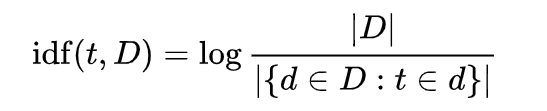 idf(t, D) = log |D| / |{d ∈ D : t ∈ d}|